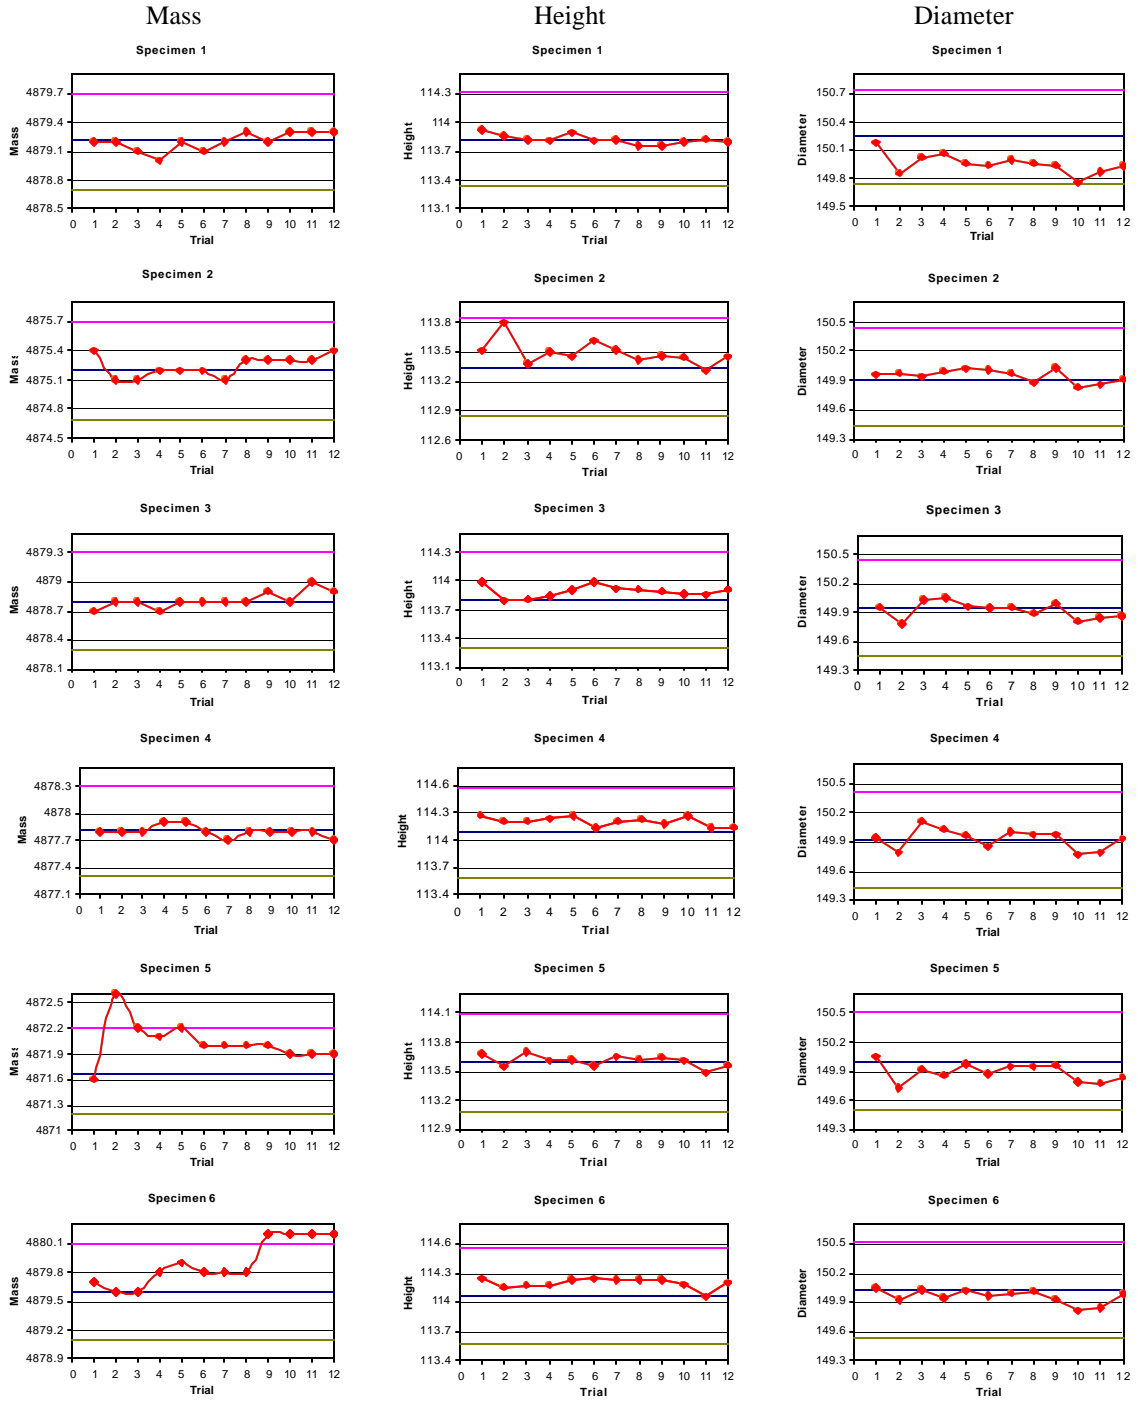 Mass Height Diameter
Specimen 1 Specimen 1 Specimen 1
4879.7 4879.4 4879.1 4878.8 4878.5
Mass
0 1 2 3 4 5 6 7 8 9 10 11 12
Trial
114.3 114 113.7 113.4 113.1
Height
0 1 2 3 4 5 6 7 8 9 10 11 12
Trial
150.7 150.4 150.1 149.8 149.5
Diameter
0 1 2 3 4 5 6 7 8 9 10 11 12
Trial
Specimen 2 Specimen 2 Specimen 2
4875.7 4875.4 4875.1 4874.8 4874.5
Mass
0 1 2 3 4 5 6 7 8 9 10 11 12
Trial
113.8 113.5 113.2 112.9 112.6
Height
0 1 2 3 4 5 6 7 8 9 10 11 12
Trial
150.5 150.2 149.9 149.6 149.3
Diameter
0 1 2 3 4 5 6 7 8 9 10 11 12
Trial
Specimen 3 Specimen 3 Specimen 3
4879.3 4879 4878.7 4878.4 4878.1
Mass
0 1 2 3 4 5 6 7 8 9 10 11 12
Trial
114.3 114 113.7 113.4 113.1
Height
0 1 2 3 4 5 6 7 8 9 10 11 12
Trial
150.5 150.2 149.9 149.6 149.3
Diameter
0 1 2 3 4 5 6 7 8 9 10 11 12
Trial
Specimen 4 Specimen 4 Specimen 4
4878.3 4878 4877.7 4877.4 4877.1
Mass
0 1 2 3 4 5 6 7 8 9 10 11 12
Trial
114.6 114.3 114 113.7 113.4
Height
0 1 2 3 4 5 6 7 8 9 10 11 12
Trial
150.5 150.2 149.9 149.6 149.3
Diameter
0 1 2 3 4 5 6 7 8 9 10 11 12
Trial
Specimen 5 Specimen 5 Specimen 5
4872.5 4872.2 4871.9 4871.6 4871.3 4871
Mass
0 1 2 3 4 5 6 7 8 9 10 11 12
Trial
114.1 113.8 113.5 113.2 112.9
Height
0 1 2 3 4 5 6 7 8 9 10 11 12
Trial
150.5 150.2 149.9 149.6 149.3
Diameter
0 1 2 3 4 5 6 7 8 9 10 11 12
Trial
Specimen 6 Specimen 6 Specimen 6
4880.1 4879.8 4879.5 4879.2 4878.9
Mass
0 1 2 3 4 5 6 7 8 9 10 11 12
Trial
114.6 114.3 114 113.7 113.4
Height
0 1 2 3 4 5 6 7 8 9 10 11 12
Trial
150.5 150.2 149.9 149.6 149.3
Diameter
0 1 2 3 4 5 6 7 8 9 10 11 12
Trial